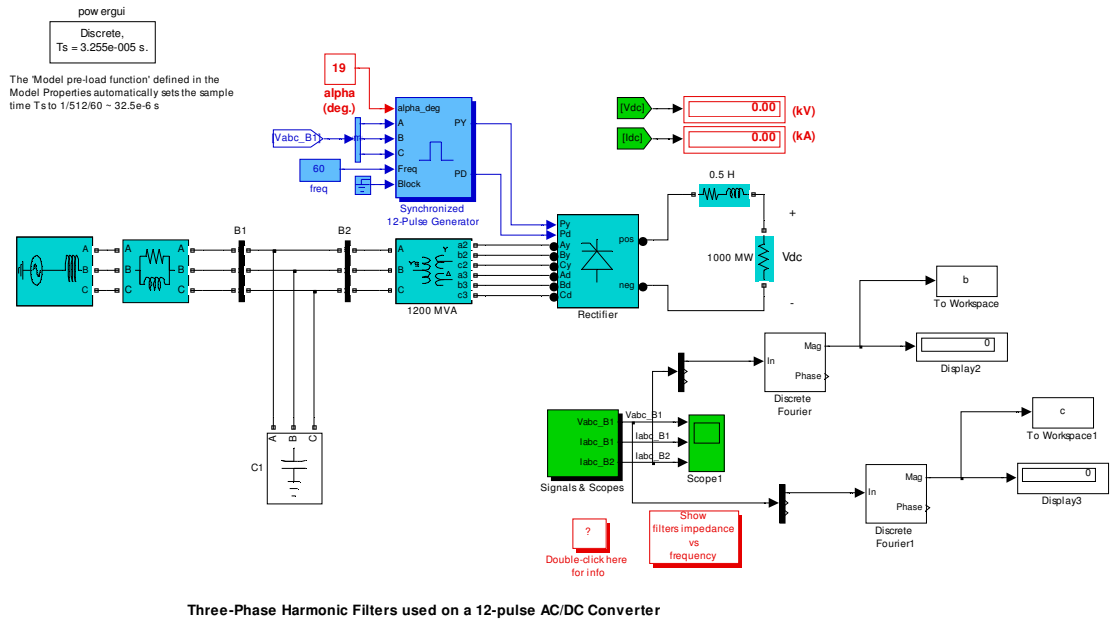 powergui
Discrete,
Ts = 3.255e-005 s.
The 'Model pre-load function' defined in the
Model Properties automatically sets the sample
time Ts to 1/512/60 ~ 32.5e-6 s
19
alpha
(deg.)
[Vabc_B1]
60
freq
alpha_deg
A
B
C
Freq
Block
PY
PD
Synchronized
12-Pulse Generator
[Vdc]
0.00
(kV)
[Idc]
0.00
(kA)
0.5 H
+
1000 MW
Vdc
-
A
B
C
A
B
C
A
B
C
B1
B2
A
B
C
Yg
Y
a2
b2
c2
a3
b3
c3
1200 MVA
Py
Pd
Ay
By
Cy
Ad
Bd
Cd
pos
neg
Rectifier
A
B
C
C1
b
To Workspace
In
Mag
Phase
Discrete
Fourier
0
Display2
Vabc_B1
Iabc_B1
Iabc_B2
Signals & Scopes
Vabc_B1
Iabc_B1
Iabc_B2
Scope1
c
To Workspace1
In
Mag
Phase
Discrete
Fourier1
0
Display3
?
Double-click here
for info
Show
filters impedance
vs
frequency
Three-Phase Harmonic Filters used on a 12-pulse AC/DC Converter